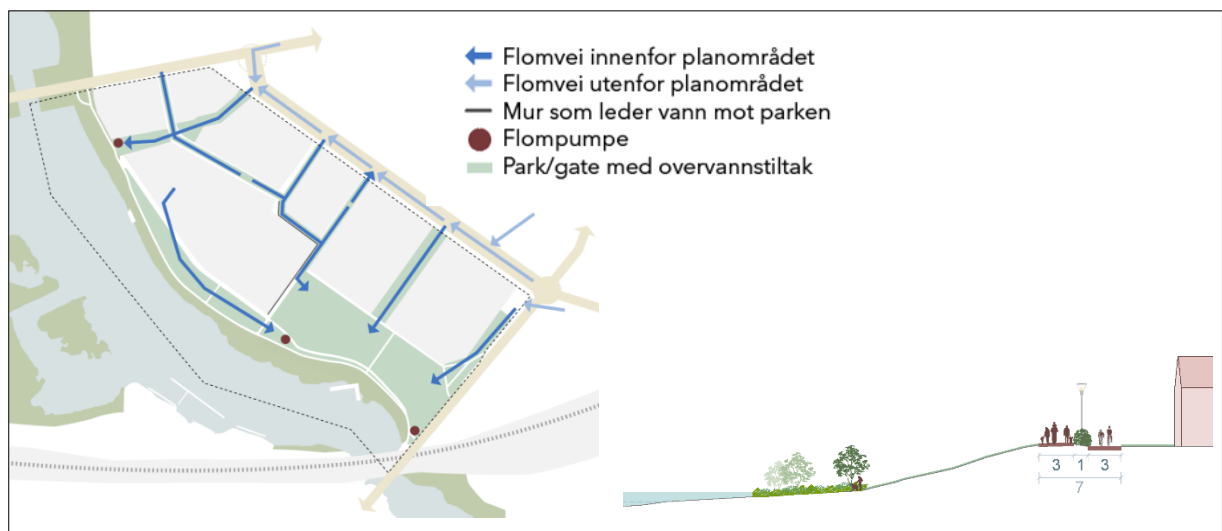 Flomvei innenfor planområdet
Flomvei utenfor planområdet
Mur som leder vann mot parken
Flompumpe
Park/gate med overvannstiltak
3 1 3
7